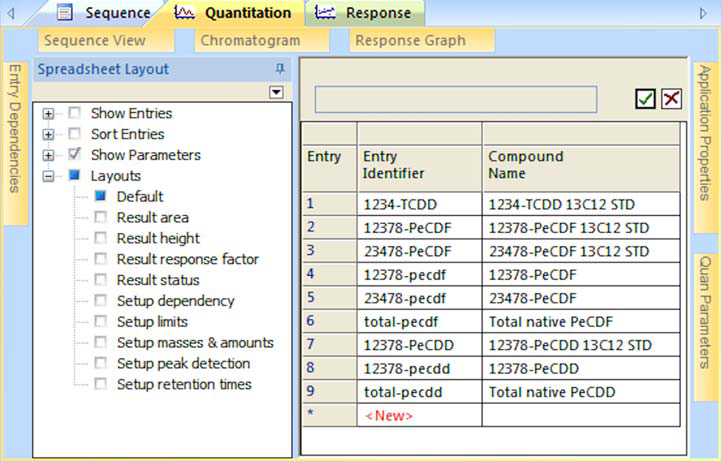 Sequence Quantitation Response
Sequence View Chromatogram Response Graph
Entry Dependencies
Spreadsheet Layout
Show Entries
Sort Entries
Show Parameters
Layouts
Default
Result area
Result height
Result response factor
Result status
Setup dependency
Setup limits
Setup masses & amounts
Setup peak detection
Setup retention times
Entry Entry Identifier Compound Name
1 1234-TCDD 1234-TCDD 13C12 STD
2 12378-PeCDF 12378-PeCDF 13C12 STD
3 23478-PeCDF 23478-PeCDF 13C12 STD
4 12378-pecdf 12378-PeCDF
5 23478-pecdf 23478-PeCDF
6 total-pecdf Total native PeCDF
7 12378-PeCDD 12378-PeCDD 13C12 STD
8 12378-pecdd 12378-PeCDD
9 total-pecdd Total native PeCDD
* <New>
Application Properties
Quan Parameters